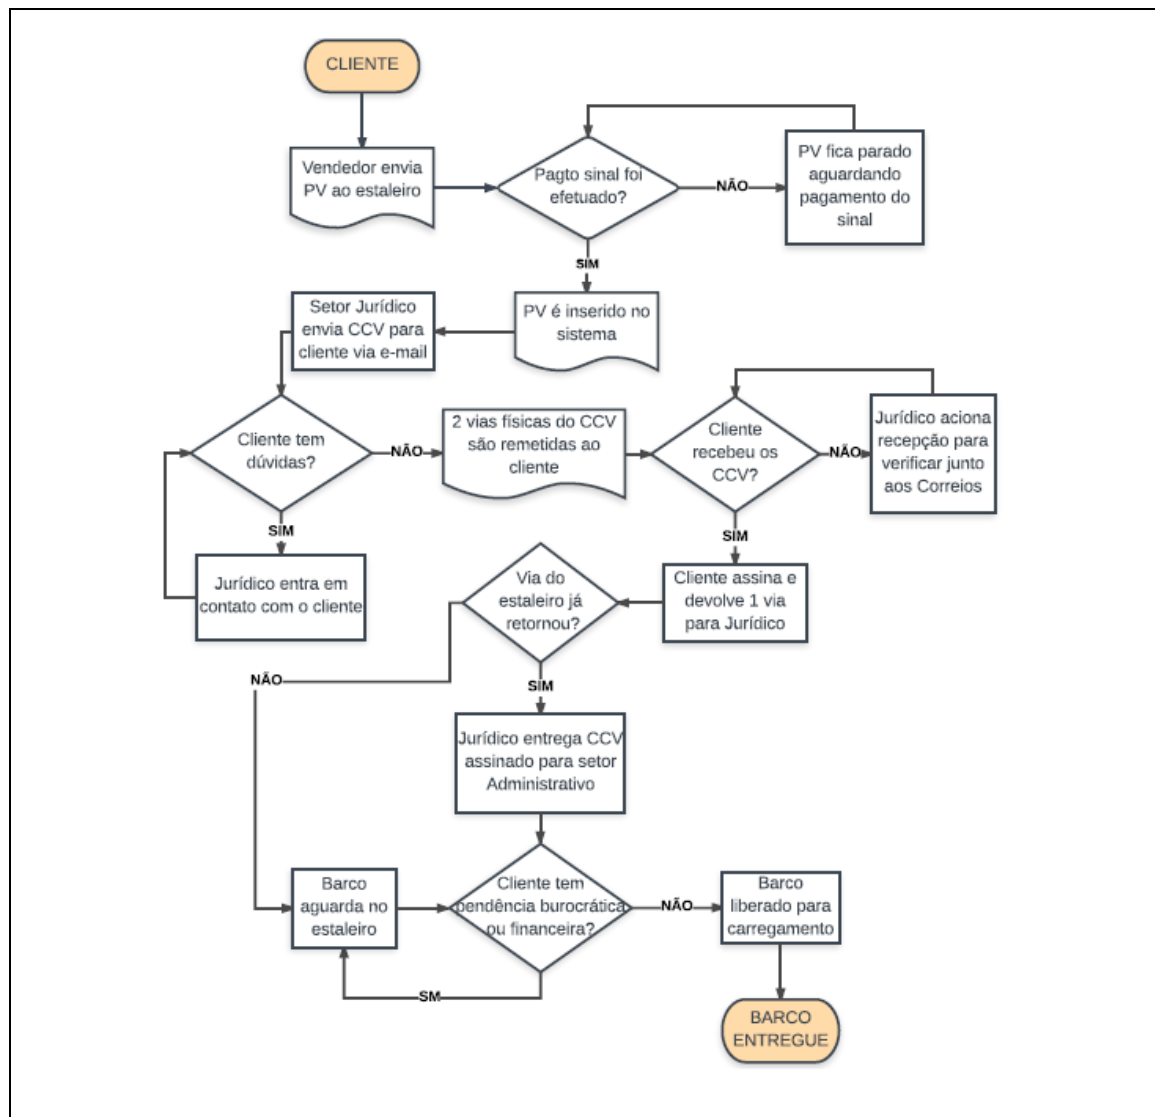 CLIENTE
Vendedor envia
PV ao estaleiro
Pagto sinal foi
efetuado?
NÃO
PV fica parado
aguardando
pagamento do
sinal
SIM
PV é inserido no
sistema
Setor Jurídico
envia CCV para
cliente via e-mail
Cliente tem
dúvidas?
NÃO
2 vias físicas do CCV
são remetidas ao
cliente
Cliente
recebeu os
CCV?
NÃO
Jurídico aciona
recepção para
verificar junto
aos Correios
SIM
Jurídico entra em
contato com o cliente
SIM
Cliente assina e
devolve 1 via
para Jurídico
Via do
estaleiro já
retornou?
NÃO
SIM
Jurídico entrega CCV
assinado para setor
Administrativo
Barco
aguarda no
estaleiro
Cliente tem
pendência burocrática
ou financeira?
NÃO
Barco
liberado para
carregamento
SM
BARCO
ENTREGUE